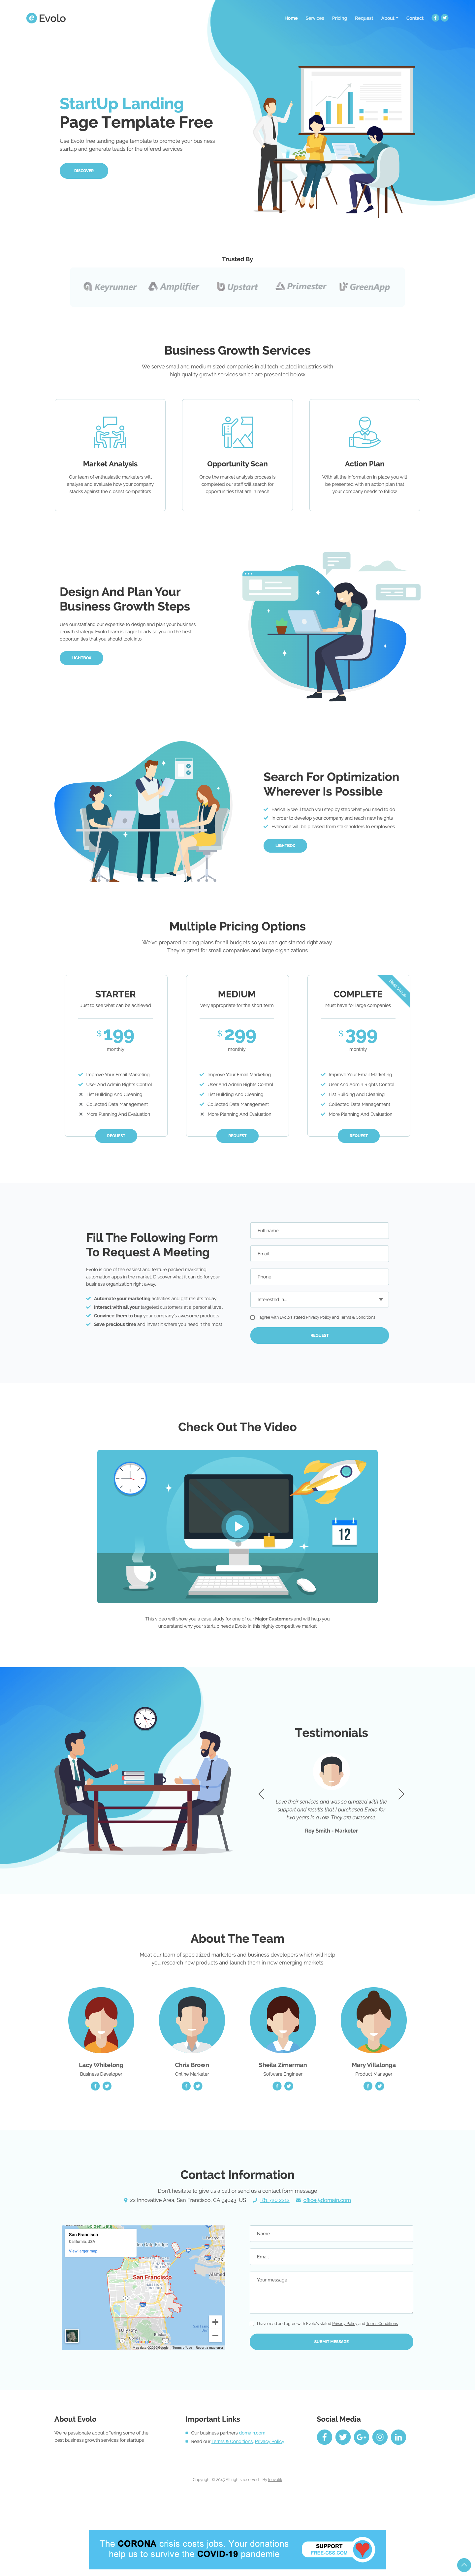 Evolo
Home Services Pricing Request About Contact
StartUp Landing
Page Template Free
Use Evolo free landing page template to promote your business
startup and generate leads for the offered services
DISCOVER
Trusted By
Keyrunner Amplifier Upstart Primester GreenApp
Business Growth Services
We serve small and medium sized companies in all tech related industries with
high quality growth services which are presented below
Market Analysis
Our team of enthusiastic marketers will
analyse and evaluate how your company
stacks against the closest competitors
Opportunity Scan
Once the market analysis process is
completed our staff will search for
opportunities that are in reach
Action Plan
With all the information in place you will
be presented with an action plan that
your company needs to follow
Design And Plan Your
Business Growth Steps
Use our staff and our expertise to design and plan your business
growth strategy. Evolo team is eager to advise you on the best
opportunities that you should look into
LIGHTBOX
Search For Optimization
Wherever Is Possible
Basically we'll teach you step by step what you need to do
In order to develop your company and reach new heights
Everyone will be pleased from stakeholders to employees
LIGHTBOX
Multiple Pricing Options
We've prepared pricing plans for all budgets so you can get started right away.
They're great for small companies and large organizations
STARTER
Just to see what can be achieved
$199
monthly
Improve Your Email Marketing
User And Admin Rights Control
List Building And Cleaning
Collected Data Management
More Planning And Evaluation
REQUEST
MEDIUM
Very appropriate for the short term
$299
monthly
Improve Your Email Marketing
User And Admin Rights Control
List Building And Cleaning
Collected Data Management
More Planning And Evaluation
REQUEST
Best Value
COMPLETE
Must have for large companies
$399
monthly
Improve Your Email Marketing
User And Admin Rights Control
List Building And Cleaning
Collected Data Management
More Planning And Evaluation
REQUEST
Fill The Following Form
To Request A Meeting
Evolo is one of the easiest and feature packed marketing
automation apps in the market. Discover what it can do for your
business organization right away.
Automate your marketing activities and get results today
Interact with all your targeted customers at a personal level
Convince them to buy your company's awesome products
Save precious time and invest it where you need it the most
Full name
Email
Phone
Interested in...
I agree with Evolo's stated Privacy Policy and Terms & Conditions
REQUEST
Check Out The Video
12
This video will show you a case study for one of our Major Customers and will help you
understand why your startup needs Evolo in this highly competitive market
Testimonials
Love their services and was so amazed with the
support and results that I purchased Evolo for
two years in a row. They are awesome.
Roy Smith - Marketer
About The Team
Meat our team of specialized marketers and business developers which will help
you research new products and launch them in new emerging markets
Lacy Whitelong
Business Developer
Chris Brown
Online Marketer
Sheila Zimerman
Software Engineer
Mary Villalonga
Product Manager
Contact Information
Don't hesitate to give us a call or send us a contact form message
22 Innovative Area, San Francisco, CA 94043, US +81 720 2212 office@domain.com
San Francisco
California, USA
View larger map
San Francisco
Daly City
Oakland
Alameda
Name
Email
Your message
I have read and agree with Evolo's stated Privacy Policy and Terms Conditions
SUBMIT MESSAGE
About Evolo
We're passionate about offering some of the
best business growth services for startups
Important Links
Our business partners domain.com
Read our Terms & Conditions, Privacy Policy
Social Media
The CORONA crisis costs jobs. Your donations
help us to survive the COVID-19 pandemie
SUPPORT
FREE-CSS.COM